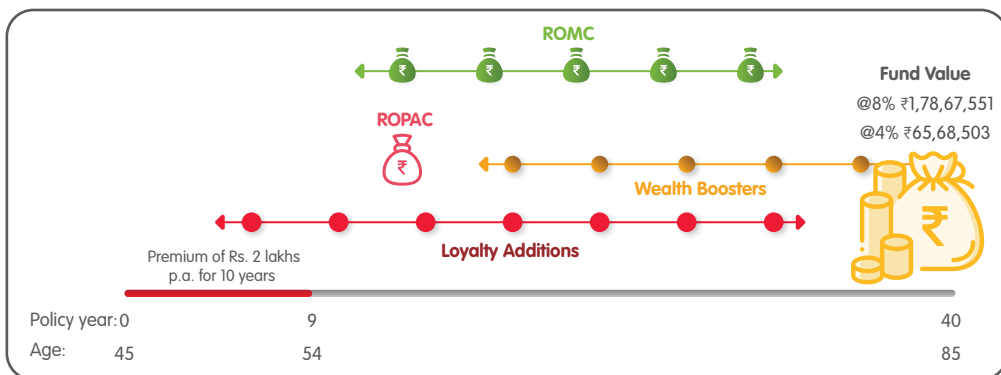 ROMC
₹ ₹ ₹ ₹ ₹
Fund Value
@8% ₹1,78,67,551
@4% ₹65,68,503
ROPAC
₹
Wealth Boosters
₹
Loyalty Additions
Premium of Rs. 2 lakhs
p.a. for 10 years
Policy year: 0 9 40
Age: 45 54 85